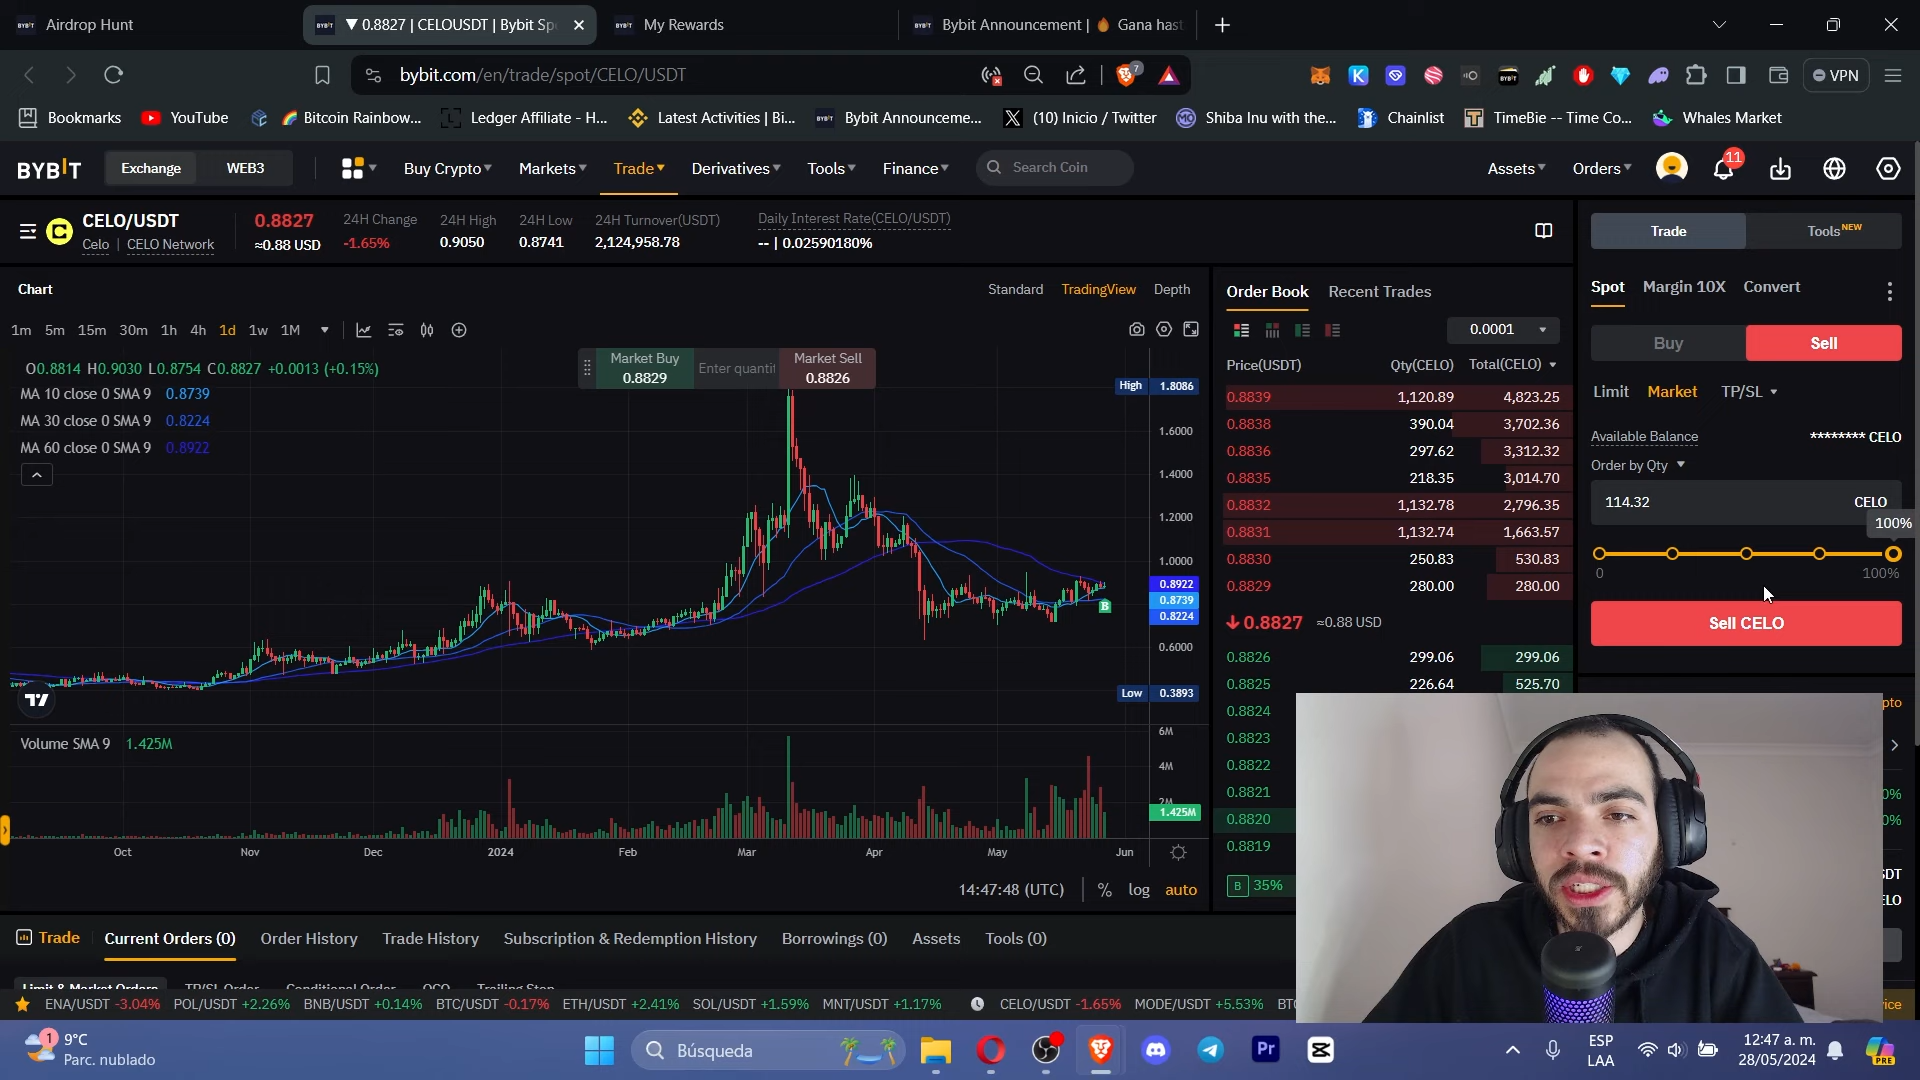 Airdrop Hunt
▼ 0.8827 | CELOUSDT | Bybit Sp
My Rewards
Bybit Announcement | 🔥 Gana hast
bybit.com/en/trade/spot/CELO/USDT
7
VPN
Bookmarks
YouTube
Bitcoin Rainbow...
Ledger Affiliate - H...
Latest Activities | Bi...
Bybit Announceme...
(10) Inicio / Twitter
Shiba Inu with the...
Chainlist
TimeBie -- Time Co...
Whales Market
BYBIT
Exchange
WEB3
Buy Crypto
Markets
Trade
Derivatives
Tools
Finance
Search Coin
Assets
Orders
11
CELO/USDT
Celo | CELO Network
0.8827
≈0.88 USD
24H Change
-1.65%
24H High
0.9050
24H Low
0.8741
24H Turnover(USDT)
2,124,958.78
Daily Interest Rate(CELO/USDT)
-- | 0.02590180%
Chart
Standard
TradingView
Depth
1m 5m 15m 30m 1h 4h 1d 1w 1M
O0.8814 H0.9030 L0.8754 C0.8827 +0.0013 (+0.15%)
MA 10 close 0 SMA 9 0.8739
MA 30 close 0 SMA 9 0.8224
MA 60 close 0 SMA 9 0.8922
Market Buy
0.8829
Enter quantit
Market Sell
0.8826
High 1.8086
1.6000
1.4000
1.2000
1.0000
0.8922
0.8739
0.8224
0.6000
Low 0.3893
Volume SMA 9 1.425M
6M
4M
2M
1.425M
Oct Nov Dec 2024 Feb Mar Apr May Jun
14:47:48 (UTC) % log auto
Order Book
Recent Trades
0.0001
Price(USDT) Qty(CELO) Total(CELO)
0.8839 1,120.89 4,823.25
0.8838 390.04 3,702.36
0.8836 297.62 3,312.32
0.8835 218.35 3,014.70
0.8832 1,132.78 2,796.35
0.8831 1,132.74 1,663.57
0.8830 250.83 530.83
0.8829 280.00 280.00
0.8827 ≈0.88 USD
0.8826 299.06 299.06
0.8825 226.64 525.70
0.8824
0.8823
0.8822
0.8821
0.8820
0.8819
B 35%
Trade
Tools NEW
Spot
Margin 10X
Convert
Buy
Sell
Limit
Market
TP/SL
Available Balance ******** CELO
Order by Qty
114.32 CELO
100%
0 100%
Sell CELO
Trade
Current Orders (0)
Order History
Trade History
Subscription & Redemption History
Borrowings (0)
Assets
Tools (0)
Limit & Market Orders
TP/SL Order
Conditional Order
OCO
Trailing Stop
ENA/USDT -3.04% POL/USDT +2.26% BNB/USDT +0.14% BTC/USDT -0.17% ETH/USDT +2.41% SOL/USDT +1.59% MNT/USDT +1.17% CELO/USDT -1.65% MODE/USDT +5.53% BTC
1
9°C
Parc. nublado
Búsqueda
Pr
ESP
LAA
12:47 a. m.
28/05/2024
PRE